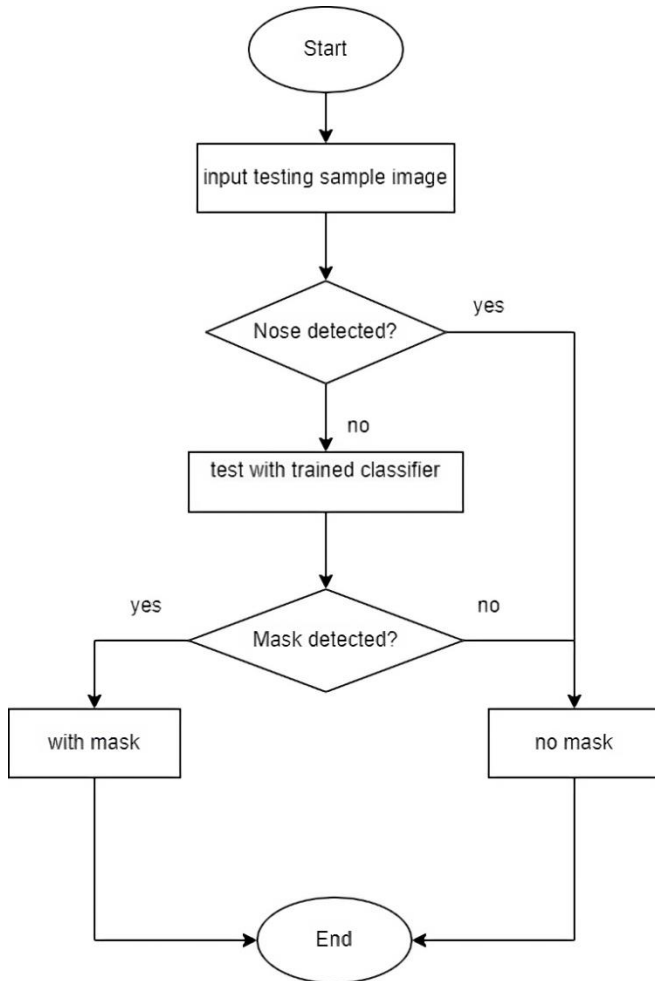 Start
input testing sample image
Nose detected?
yes
no
test with trained classifier
yes
Mask detected?
no
with mask
no mask
End